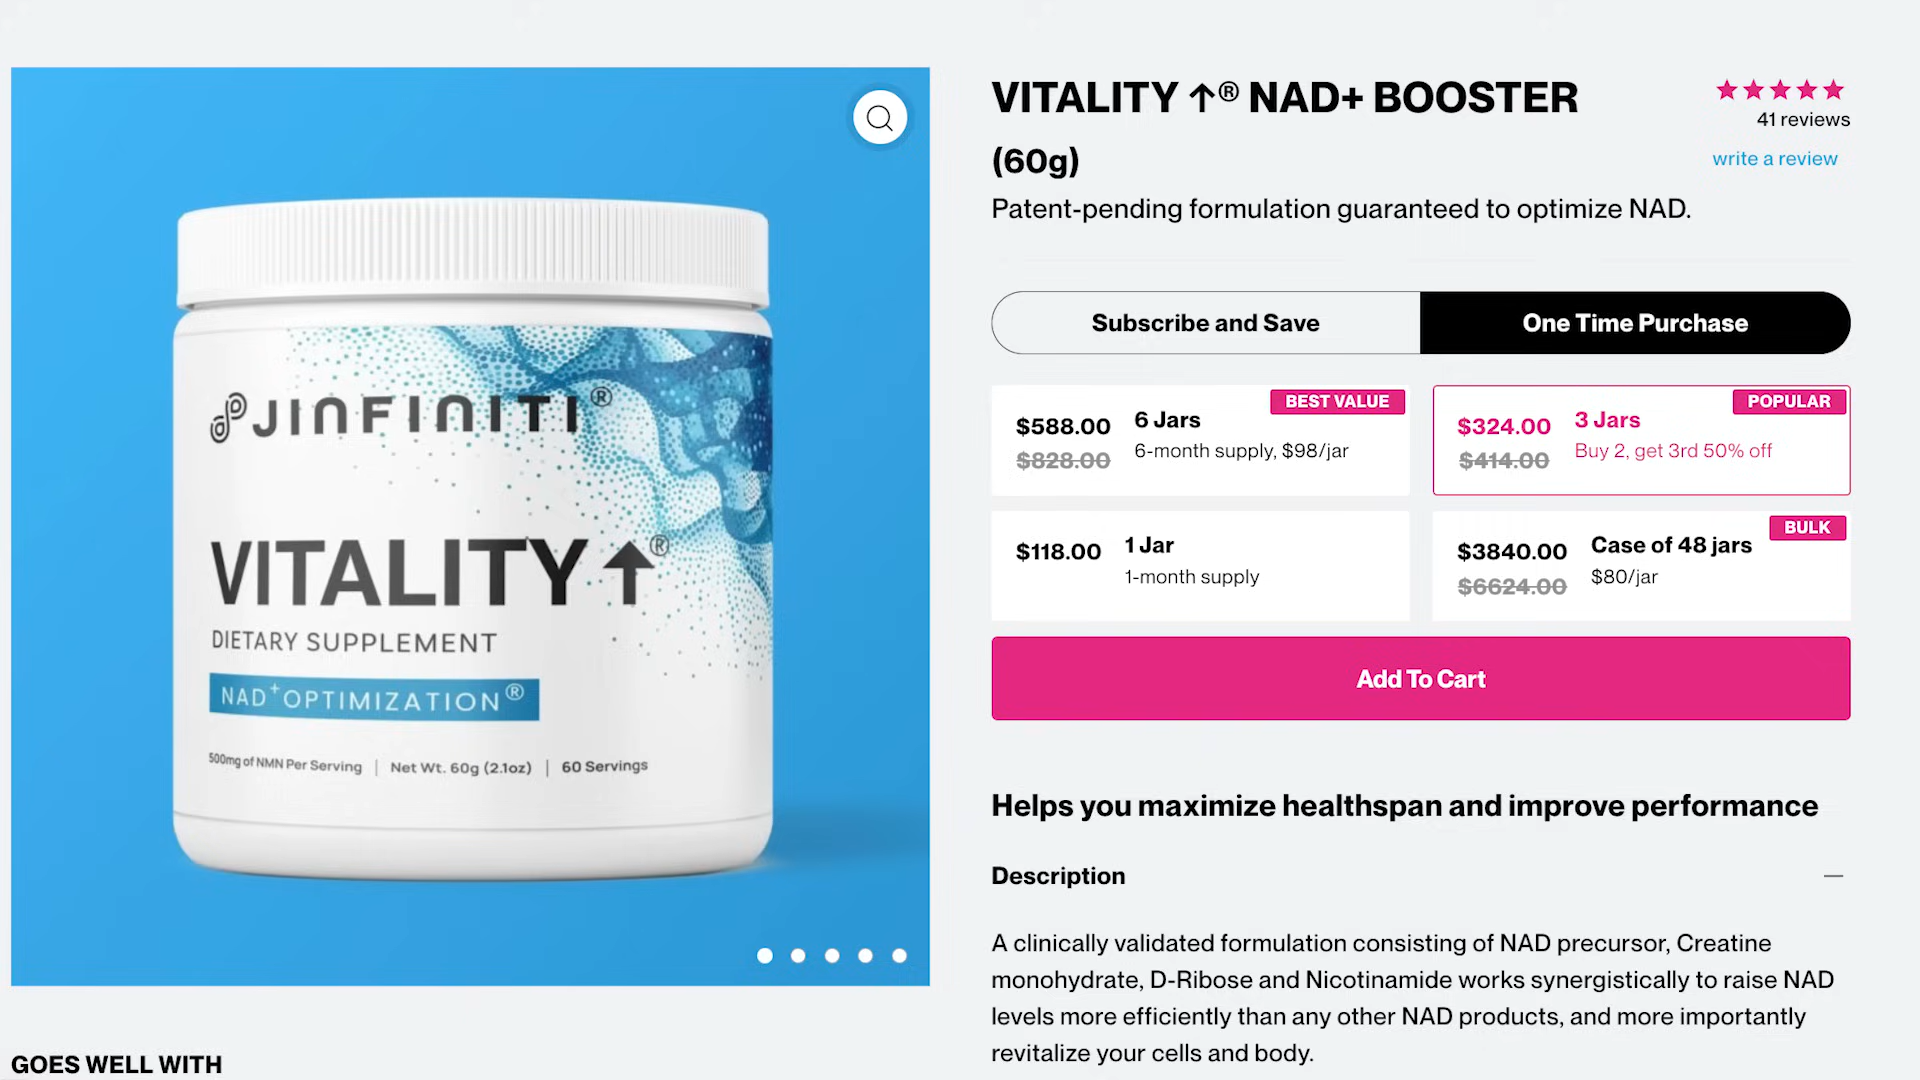 JINFINITI®
VITALITY↑®
DIETARY SUPPLEMENT
NAD+OPTIMIZATION®
500mg of NMN Per Serving | Net Wt. 60g (2.1oz) | 60 Servings
GOES WELL WITH
VITALITY ↑® NAD+ BOOSTER
(60g)
41 reviews
write a review
Patent-pending formulation guaranteed to optimize NAD.
Subscribe and Save
One Time Purchase
BEST VALUE
$588.00 6 Jars
$828.00 6-month supply, $98/jar
POPULAR
$324.00 3 Jars
$414.00 Buy 2, get 3rd 50% off
$118.00 1 Jar
1-month supply
BULK
$3840.00 Case of 48 jars
$6624.00 $80/jar
Add To Cart
Helps you maximize healthspan and improve performance
Description
A clinically validated formulation consisting of NAD precursor, Creatine
monohydrate, D-Ribose and Nicotinamide works synergistically to raise NAD
levels more efficiently than any other NAD products, and more importantly
revitalize your cells and body.